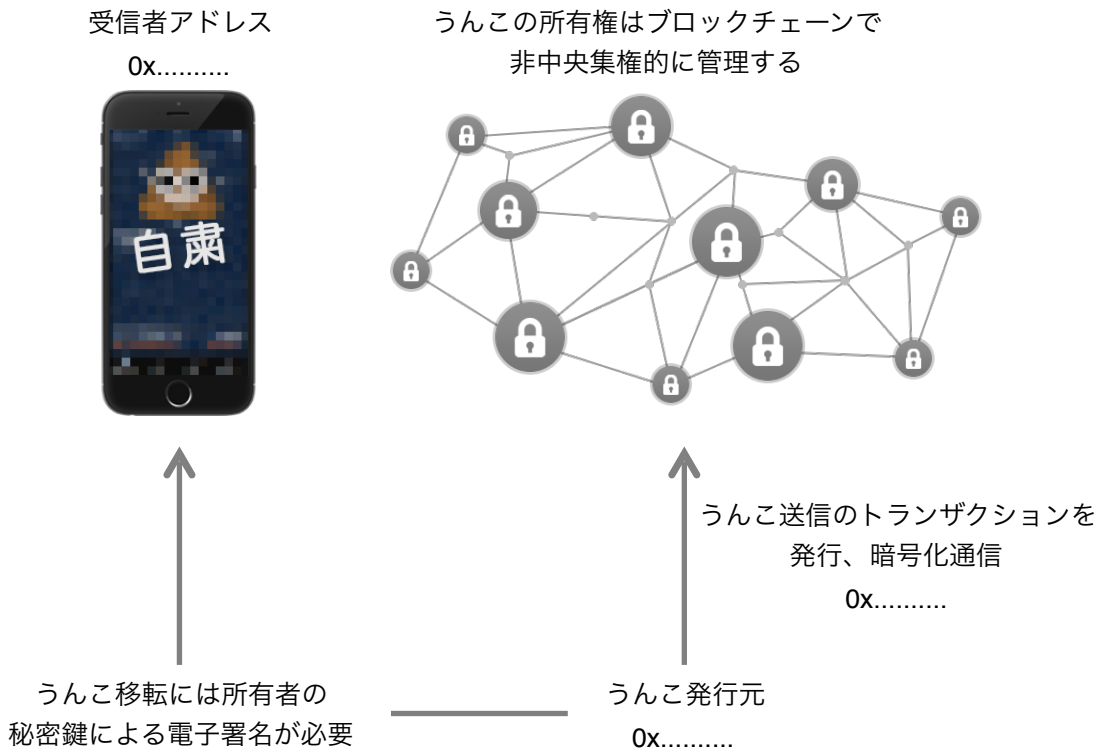 受信者アドレス
0x..........
うんこの所有権はブロックチェーンで
非中央集権的に管理する
自粛
うんこ送信のトランザクションを
発行、暗号化通信
0x..........
うんこ移転には所有者の
秘密鍵による電子署名が必要
うんこ発行元
0x..........